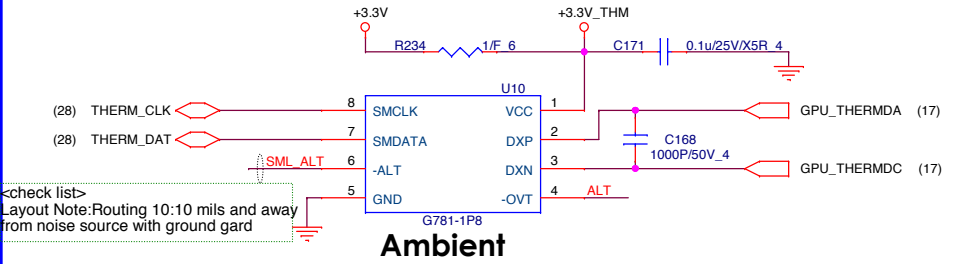 +3.3V
+3.3V_THM
R234
1/F_6
C171
0.1u/25V/X5R_4
U10
(28) THERM_CLK
8
SMCLK
VCC
1
GPU_THERMDA (17)
(28) THERM_DAT
7
SMDATA
DXP
2
C168
1000P/50V_4
SML_ALT
6
-ALT
DXN
3
GPU_THERMDC (17)
5
GND
-OVT
4
ALT
G781-1P8
<check list>
Layout Note:Routing 10:10 mils and away
from noise source with ground gard
Ambient